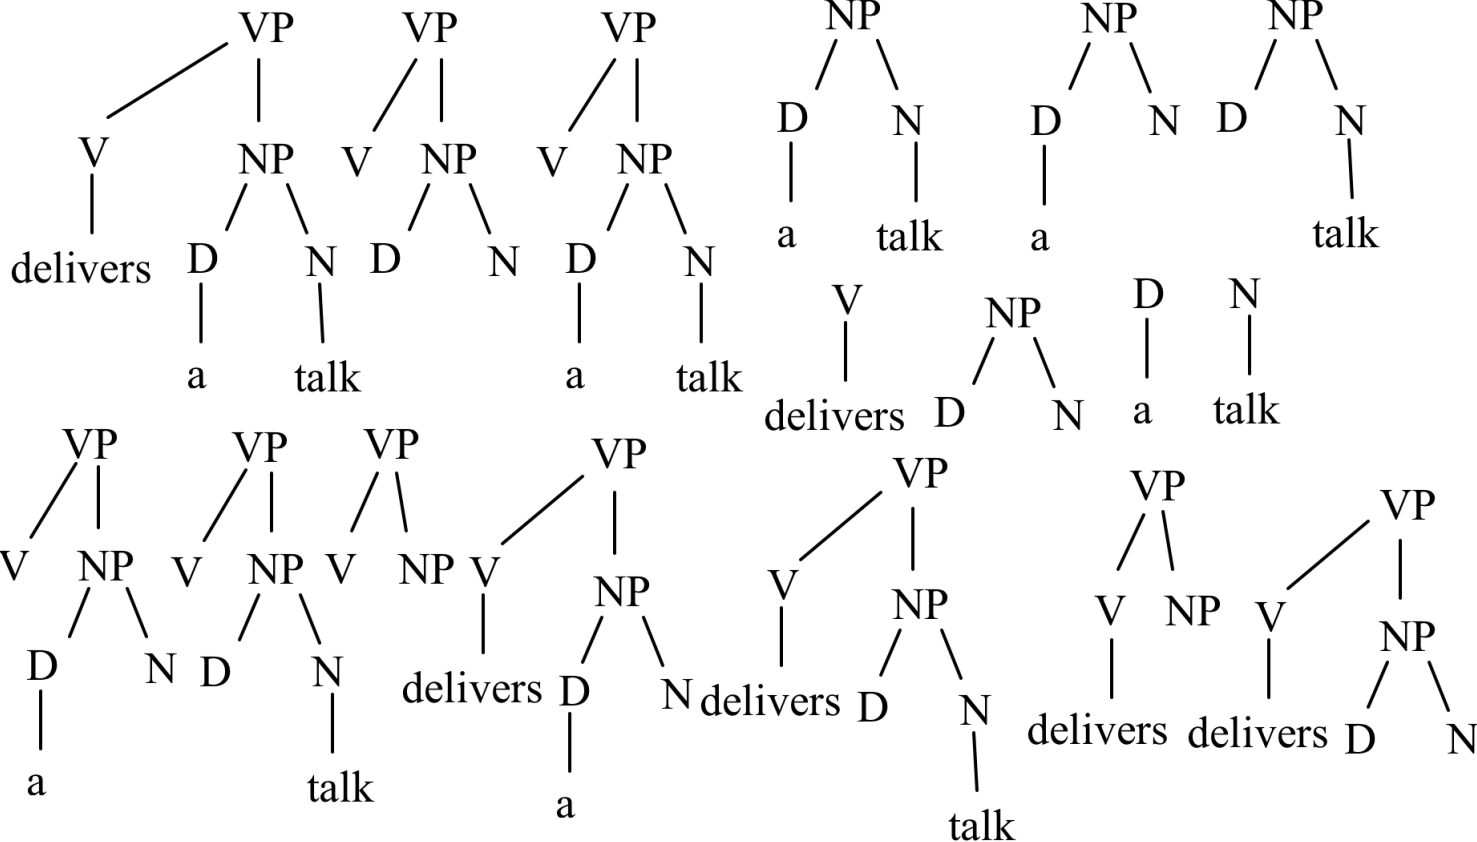 VP VP VP NP NP NP
D N D N D N
V NP V NP V NP
a talk a talk
delivers D N D N D N
V NP D N
a talk a talk
delivers D N a talk
VP VP VP VP VP VP VP
V NP V NP V NP V NP V NP V NP V NP
D N D N delivers D N delivers D N delivers delivers D N
a talk a talk